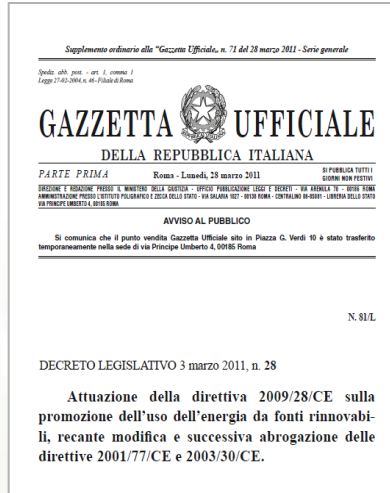 Supplemento ordinario alla “Gazzetta Ufficiale„ n. 71 del 28 marzo 2011 - Serie generale
Spediz. abb. post. - art. 1, comma 1
Legge 27-02-2004, n. 46 - Filiale di Roma
GAZZETTA UFFICIALE
DELLA REPUBBLICA ITALIANA
PARTE PRIMA
Roma - Lunedì, 28 marzo 2011
SI PUBBLICA TUTTI I
GIORNI NON FESTIVI
DIREZIONE E REDAZIONE PRESSO IL MINISTERO DELLA GIUSTIZIA - UFFICIO PUBBLICAZIONE LEGGI E DECRETI - VIA ARENULA 70 - 00186 ROMA
AMMINISTRAZIONE PRESSO L'ISTITUTO POLIGRAFICO E ZECCA DELLO STATO - VIA SALARIA 1027 - 00138 ROMA - CENTRALINO 06-85081 - LIBRERIA DELLO STATO
VIA PRINCIPE UMBERTO 4, 00185 ROMA
AVVISO AL PUBBLICO
Si comunica che il punto vendita Gazzetta Ufficiale sito in Piazza G. Verdi 10 è stato trasferito
temporaneamente nella sede di via Principe Umberto 4, 00185 Roma
N. 81/L
DECRETO LEGISLATIVO 3 marzo 2011, n. 28
Attuazione della direttiva 2009/28/CE sulla
promozione dell’uso dell’energia da fonti rinnovabi-
li, recante modifica e successiva abrogazione delle
direttive 2001/77/CE e 2003/30/CE.